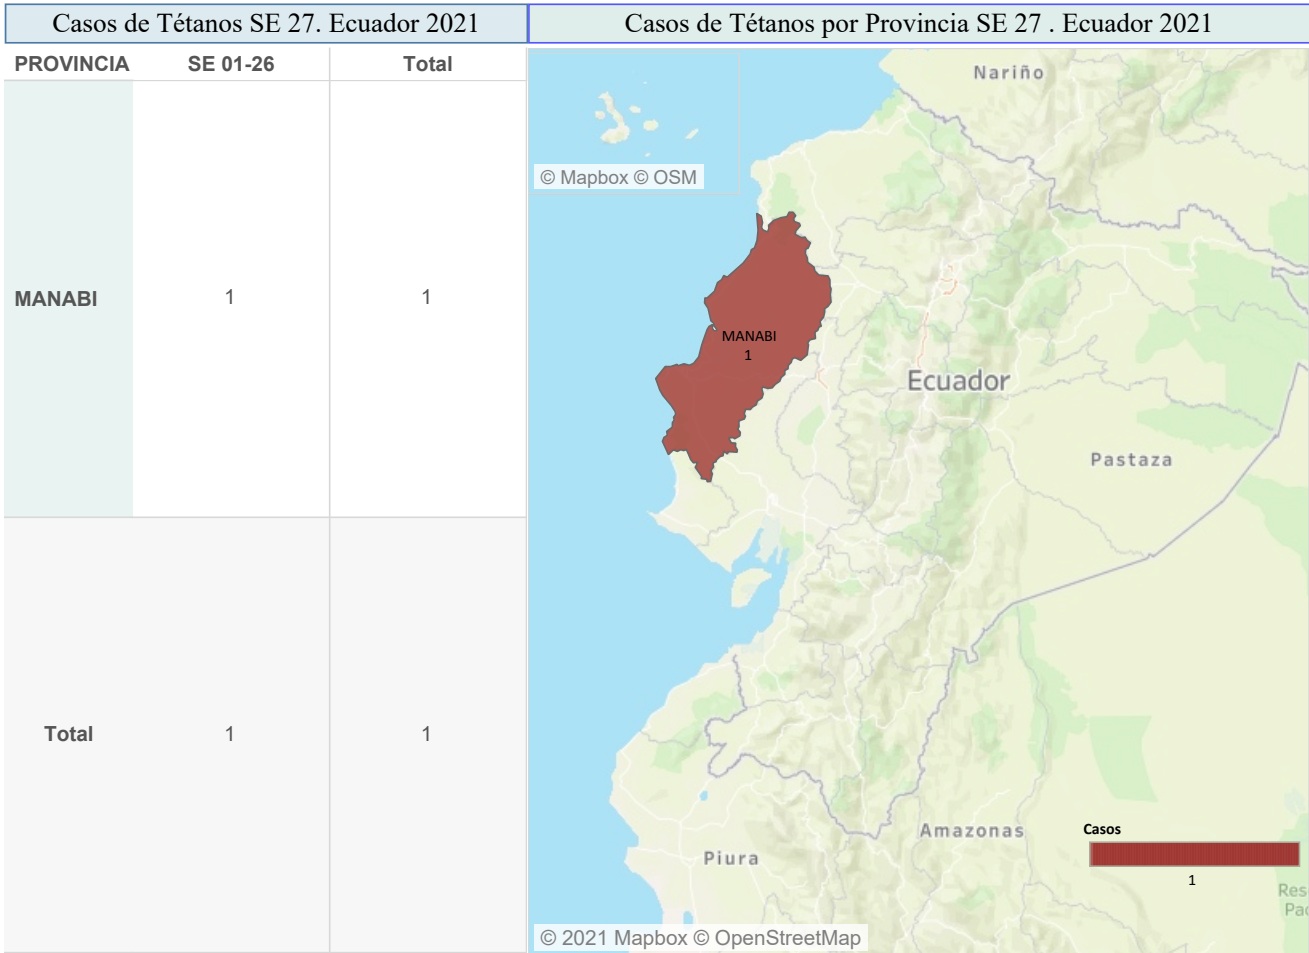 Casos de Tétanos SE 27. Ecuador 2021
Casos de Tétanos por Provincia SE 27 . Ecuador 2021
PROVINCIA SE 01-26 Total
MANABI 1 1
Total 1 1
Nariño
© Mapbox © OSM
MANABI
1
Ecuador
Pastaza
Amazonas
Piura
Casos
1
© 2021 Mapbox © OpenStreetMap